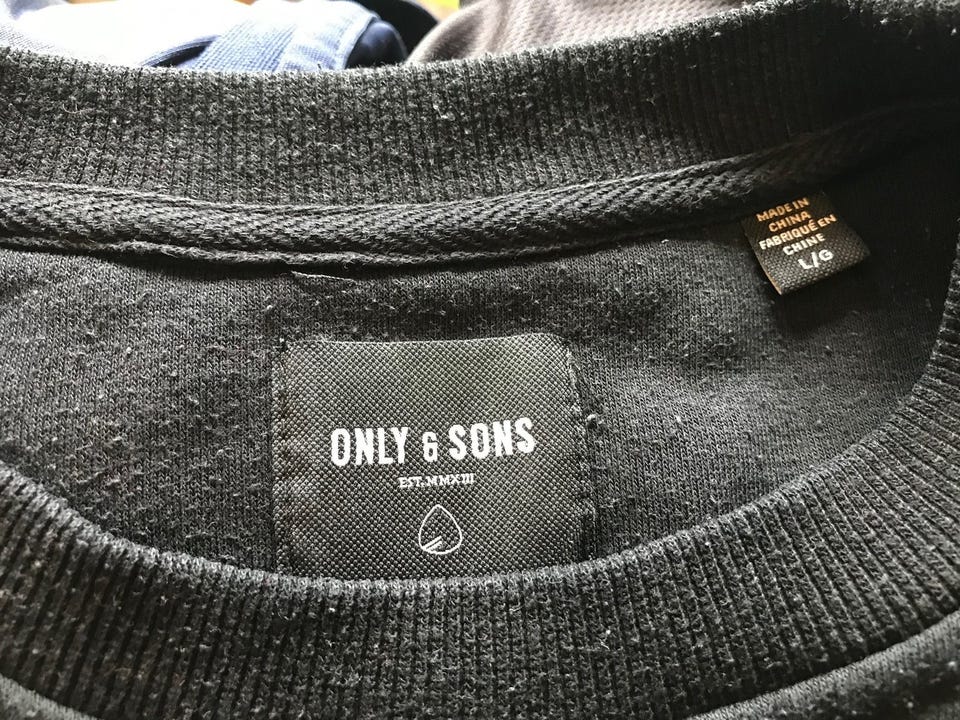 MADE IN
CHINA
FABRIQUÉ EN
CHINE
L/G
ONLY & SONS
EST. MMXIII